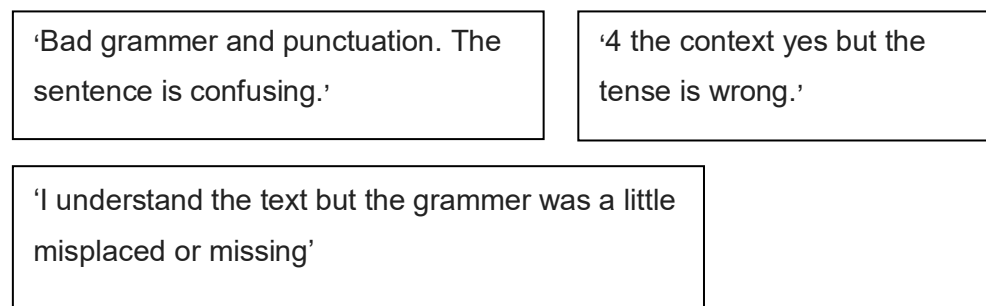 ‘Bad grammer and punctuation. The
sentence is confusing.’
‘4 the context yes but the
tense is wrong.’
‘I understand the text but the grammer was a little
misplaced or missing’